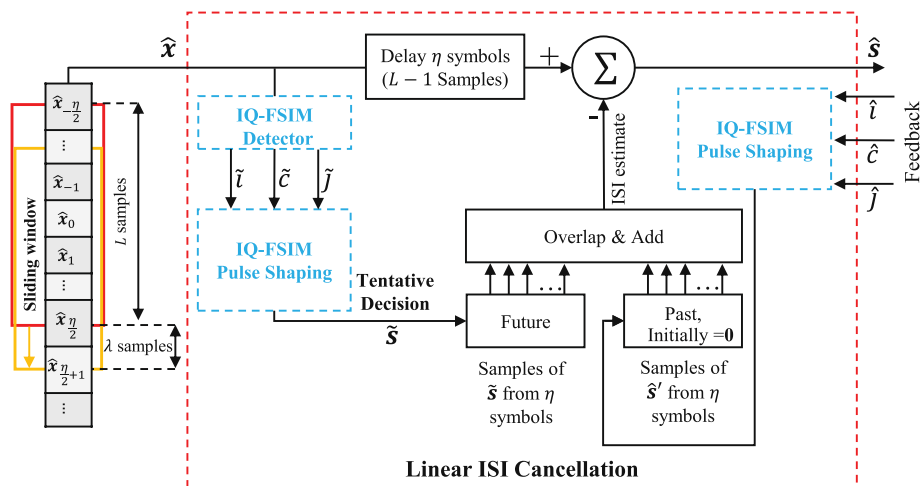 x̂
Delay η symbols
(L − 1 Samples)
+
Σ
-
ŝ
x̂_{-η/2}
⋮
x̂_{-1}
x̂_0
x̂_1
⋮
x̂_{η/2}
x̂_{η/2+1}
⋮
Sliding window
L samples
λ samples
IQ-FSIM
Detector
ĩ
c̃
j̃
IQ-FSIM
Pulse Shaping
Tentative
Decision
s̃
ISI estimate
IQ-FSIM
Pulse Shaping
î
ĉ
ĵ
Feedback
Overlap & Add
...
...
Future
Past,
Initially =0
Samples of
s̃ from η
symbols
Samples of
ŝ′ from η
symbols
Linear ISI Cancellation